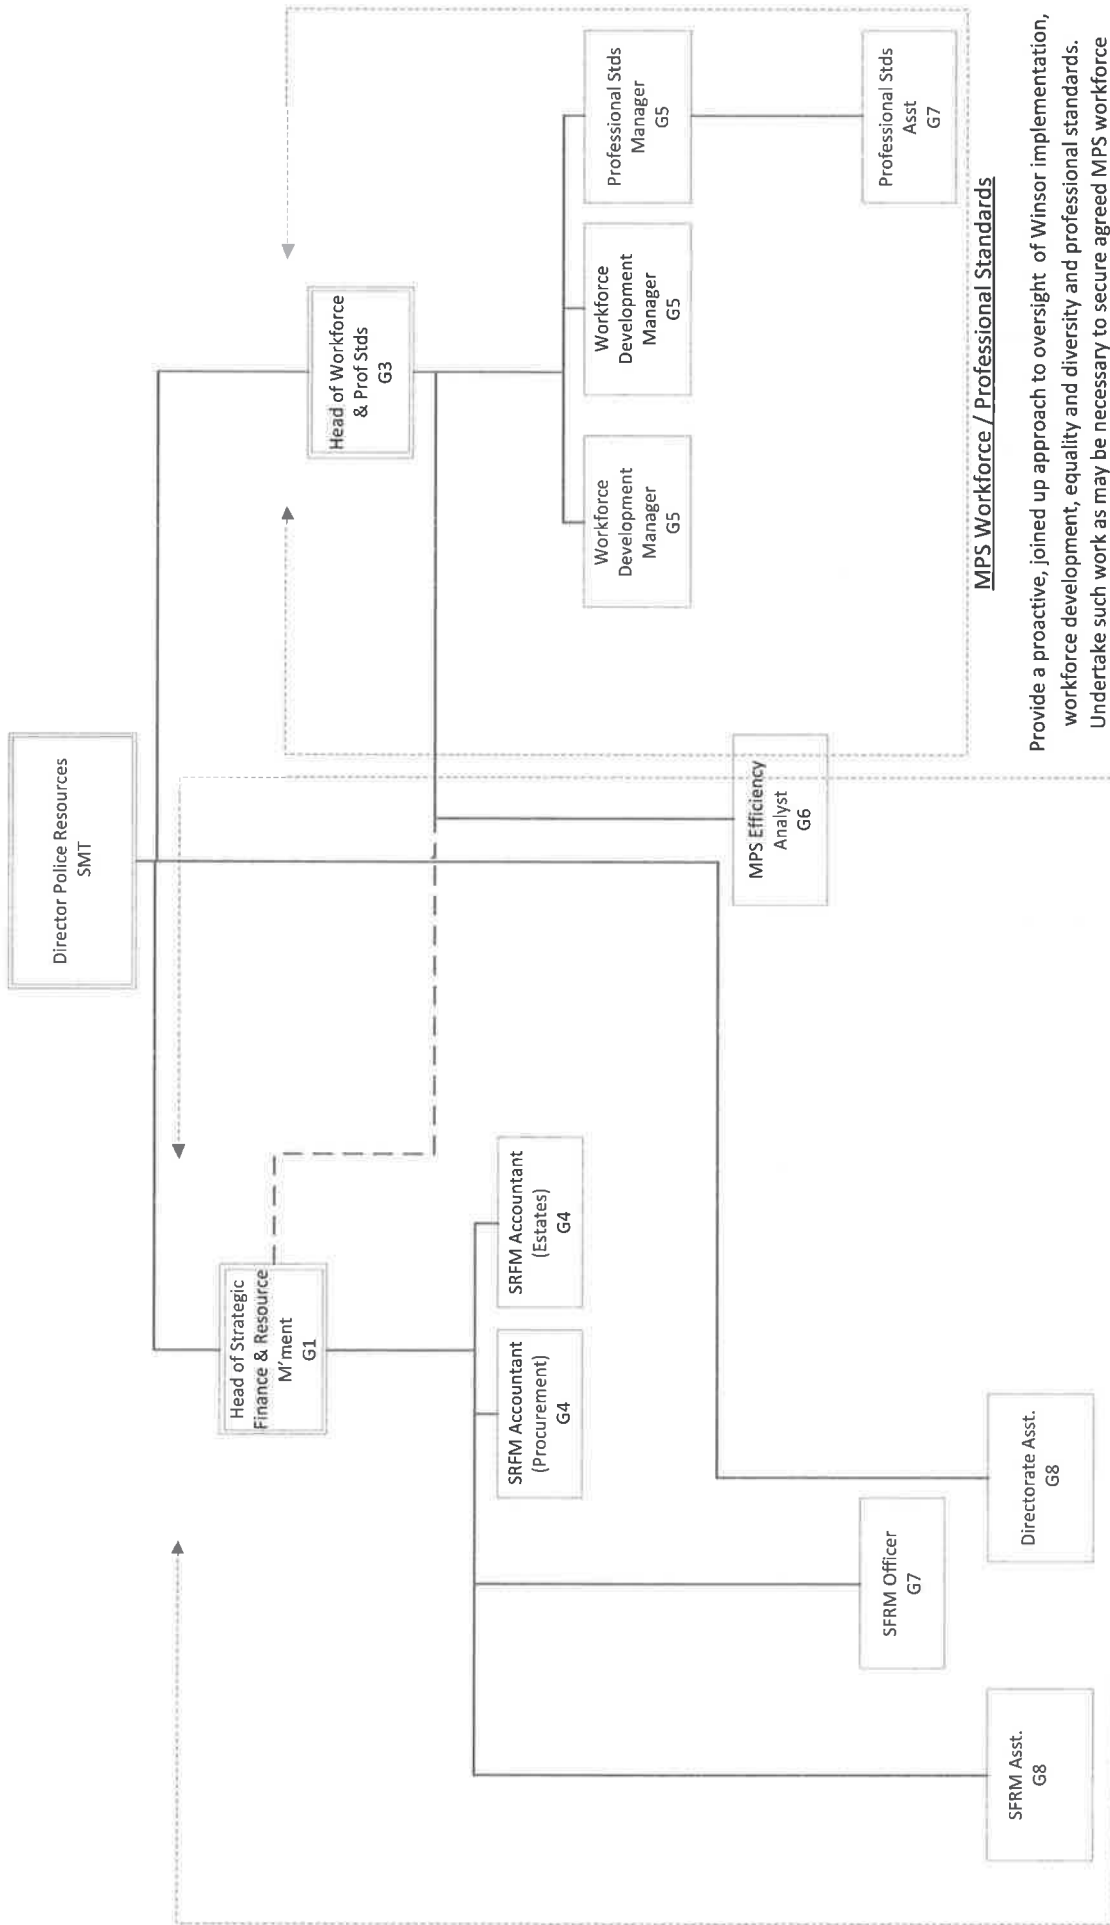 Director Police Resources
SMT
Head of Strategic
Finance & Resource
M'ment
G1
Head of Workforce
& Prof Stds
G3
SRFM Accountant
(Procurement)
G4
SRFM Accountant
(Estates)
G4
Workforce
Development
Manager
G5
Workforce
Development
Manager
G5
Professional Stds
Manager
G5
MPS Efficiency
Analyst
G6
SFRM Officer
G7
Professional Stds
Asst
G7
SFRM Asst.
G8
Directorate Asst.
G8
MPS Workforce / Professional Standards
Provide a proactive, joined up approach to oversight of Winsor implementation,
workforce development, equality and diversity and professional standards.
Undertake such work as may be necessary to secure agreed MPS workforce